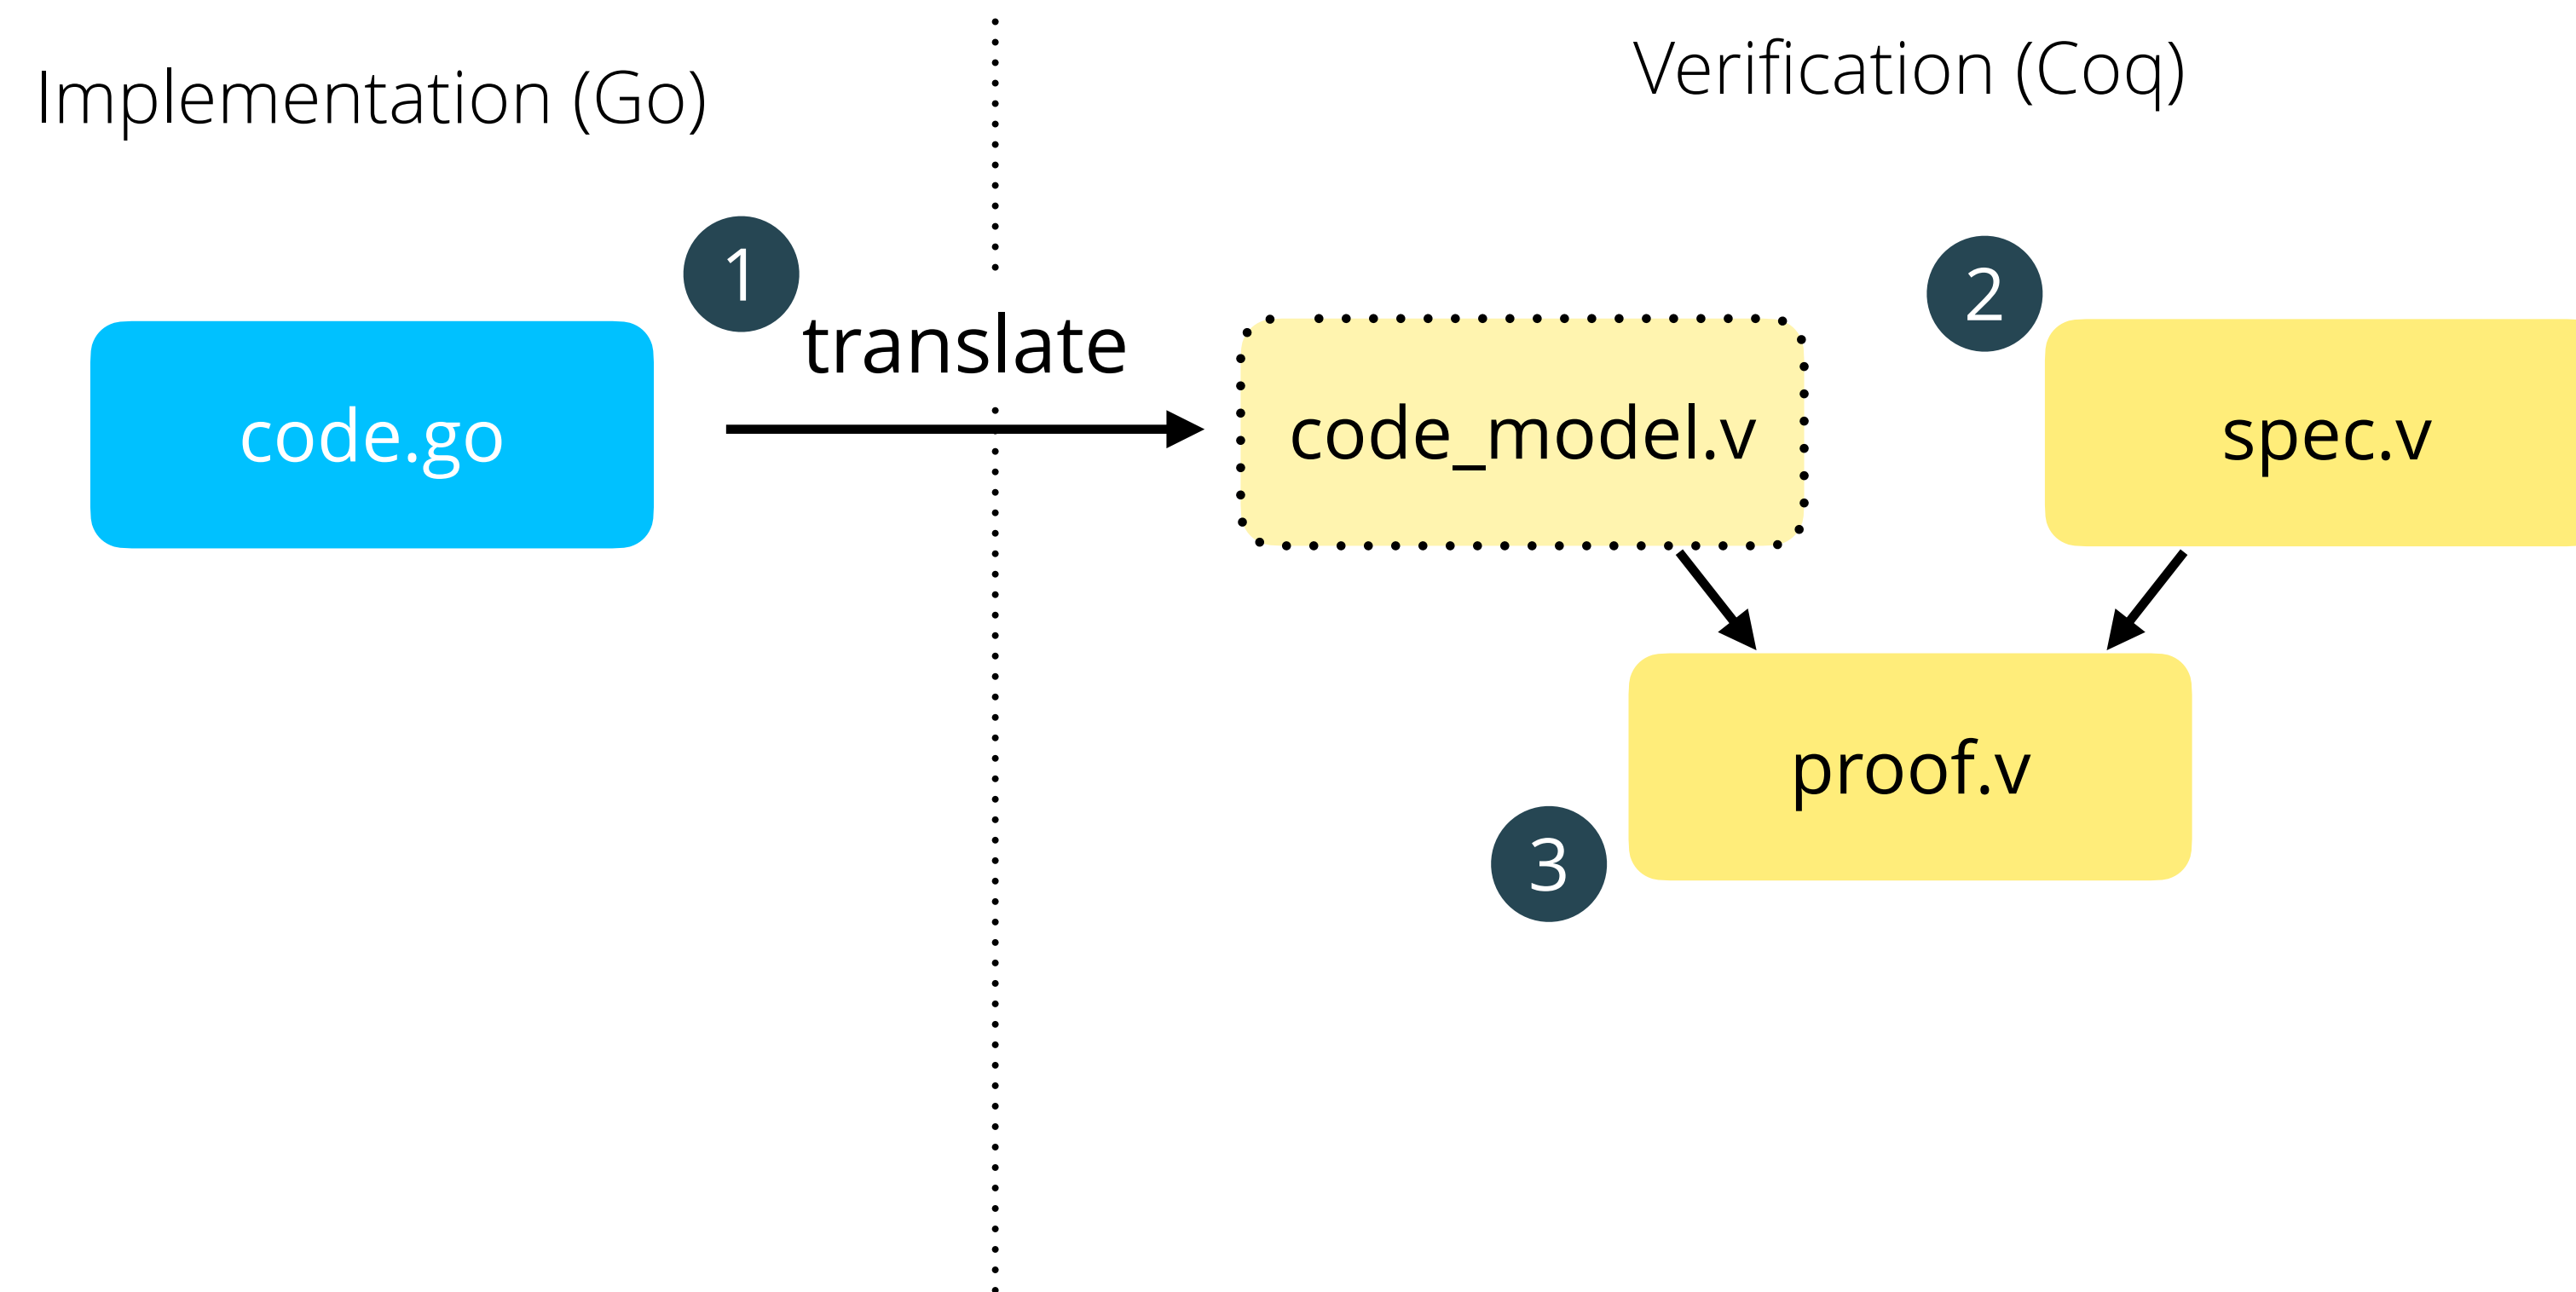 Implementation (Go)
Verification (Coq)
1
translate
2
code.go
code_model.v
spec.v
proof.v
3